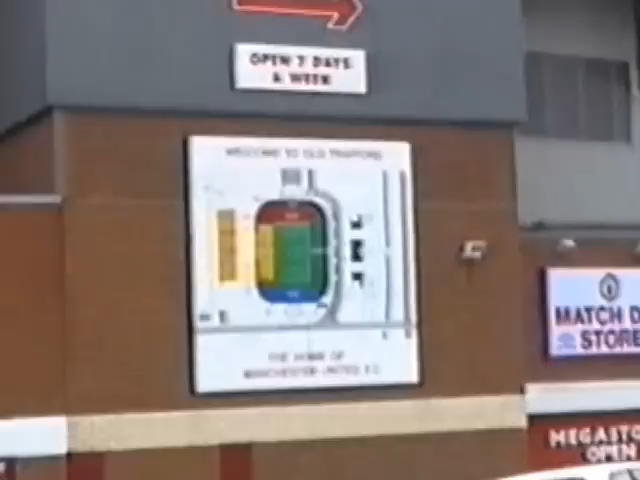 OPEN 7 DAYS
A WEEK
WELCOME TO OLD TRAFFORD
THE HOME OF
MANCHESTER UNITED F.C.
MATCH D
STORE
MEGASTO
OPEN